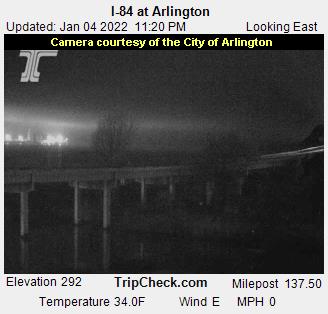 I-84 at Arlington
Updated: Jan 04 2022 11:20 PM Looking East
Camera courtesy of the City of Arlington
Elevation 292 TripCheck.com Milepost 137.50
Temperature 34.0F Wind E MPH 0